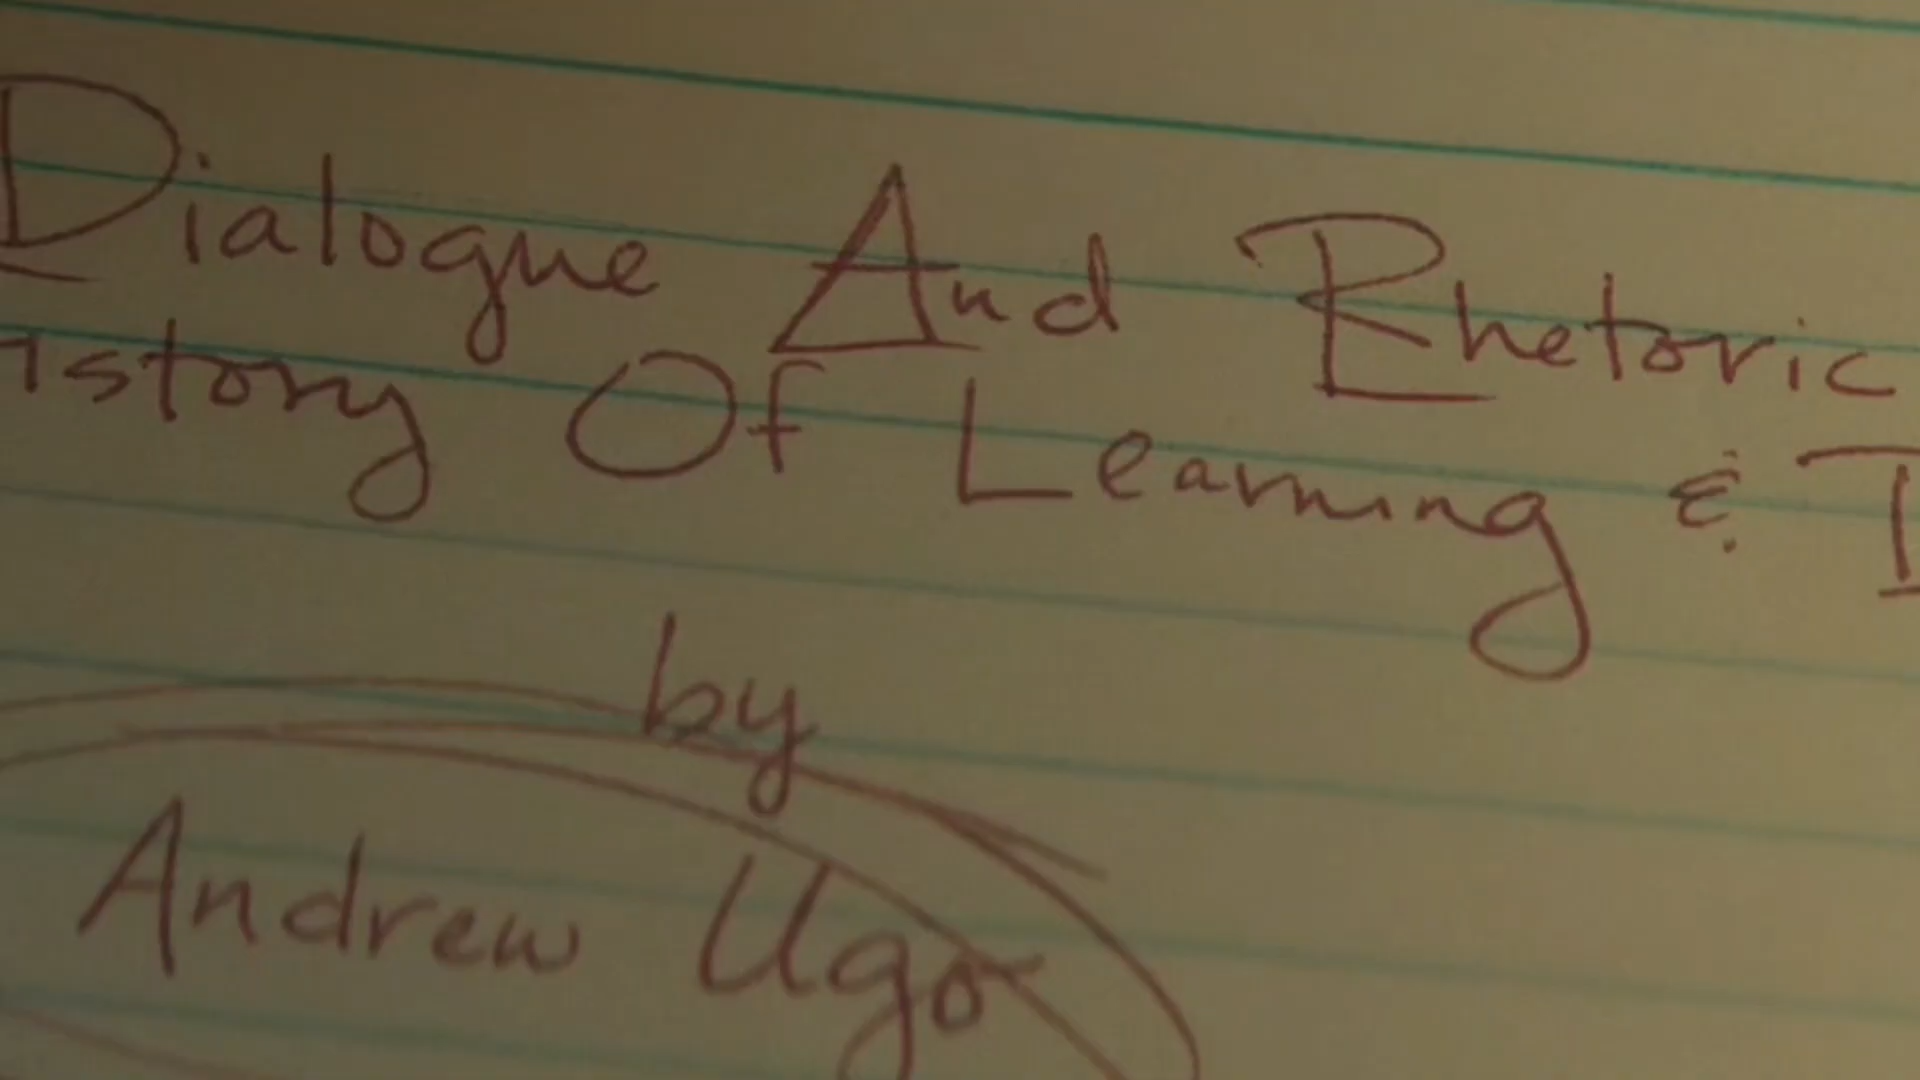 Dialogue And Rhetoric
istory Of Learning &
by
Andrew Ugo